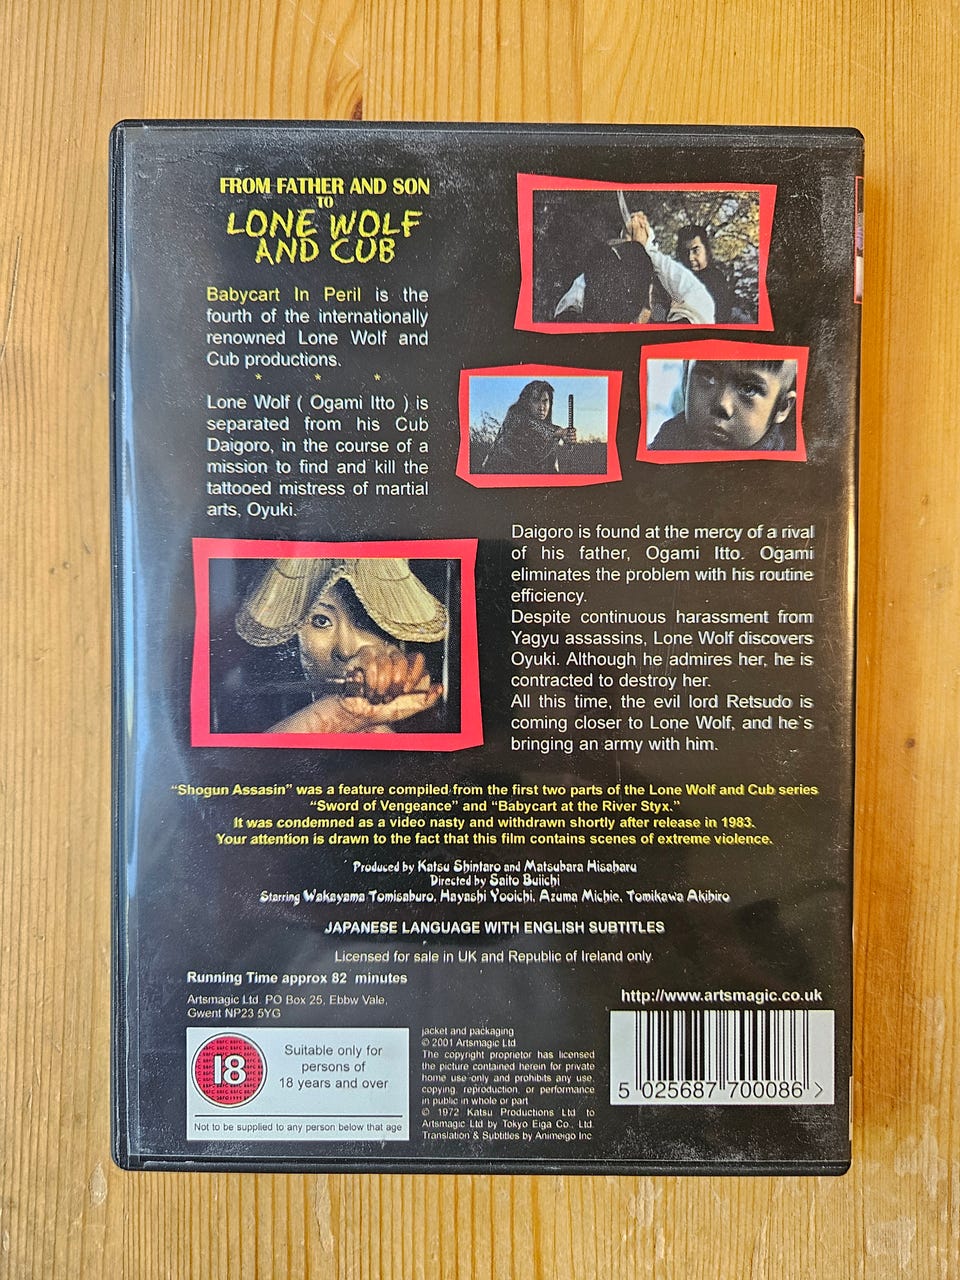 FROM FATHER AND SON
TO
LONE WOLF
AND CUB
Babycart In Peril is the
fourth of the internationally
renowned Lone Wolf and
Cub productions.
* * *
Lone Wolf ( Ogami Itto ) is
separated from his Cub
Daigoro, in the course of a
mission to find and kill the
tattooed mistress of martial
arts, Oyuki.
Daigoro is found at the mercy of a rival
of his father, Ogami Itto. Ogami
eliminates the problem with his routine
efficiency.
Despite continuous harassment from
Yagyu assassins, Lone Wolf discovers
Oyuki. Although he admires her, he is
contracted to destroy her.
All this time, the evil lord Retsudo is
coming closer to Lone Wolf, and he`s
bringing an army with him.
“Shogun Assasin” was a feature compiled from the first two parts of the Lone Wolf and Cub series
“Sword of Vengeance” and “Babycart at the River Styx.”
It was condemned as a video nasty and withdrawn shortly after release in 1983.
Your attention is drawn to the fact that this film contains scenes of extreme violence.
Produced by Katsu Shintaro and Matsubara Hisaharu
Directed by Saito Buiichi
Starring Wakayama Tomisaburo, Hayashi Yooichi, Azuma Michie, Tomikawa Akihiro
JAPANESE LANGUAGE WITH ENGLISH SUBTITLES
Licensed for sale in UK and Republic of Ireland only.
Running Time approx 82 minutes
Artsmagic Ltd. PO Box 25, Ebbw Vale,
Gwent NP23 5YG
http://www.artsmagic.co.uk
18
Suitable only for
persons of
18 years and over
Not to be supplied to any person below that age
jacket and packaging
© 2001 Artsmagic Ltd
The copyright proprietor has licensed
the picture contained herein for private
home use only and prohibits any use,
copying, reproduction, or performance
in public in whole or part
© 1972 Katsu Productions Ltd to
Artsmagic Ltd by Tokyo Eiga Co., Ltd.
Translation & Subtitles by Animeigo Inc
5 025687 700086 >